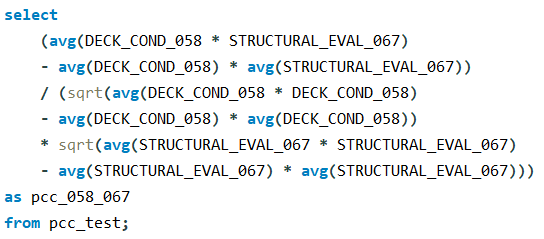 select
(avg(DECK_COND_058 * STRUCTURAL_EVAL_067)
- avg(DECK_COND_058) * avg(STRUCTURAL_EVAL_067))
/ (sqrt(avg(DECK_COND_058 * DECK_COND_058)
- avg(DECK_COND_058) * avg(DECK_COND_058))
* sqrt(avg(STRUCTURAL_EVAL_067 * STRUCTURAL_EVAL_067)
- avg(STRUCTURAL_EVAL_067) * avg(STRUCTURAL_EVAL_067)))
as pcc_058_067
from pcc_test;